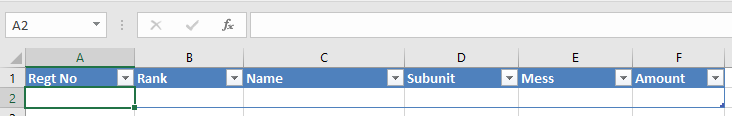 A2 fx
A B C D E F
1 Regt No Rank Name Subunit Mess Amount
2